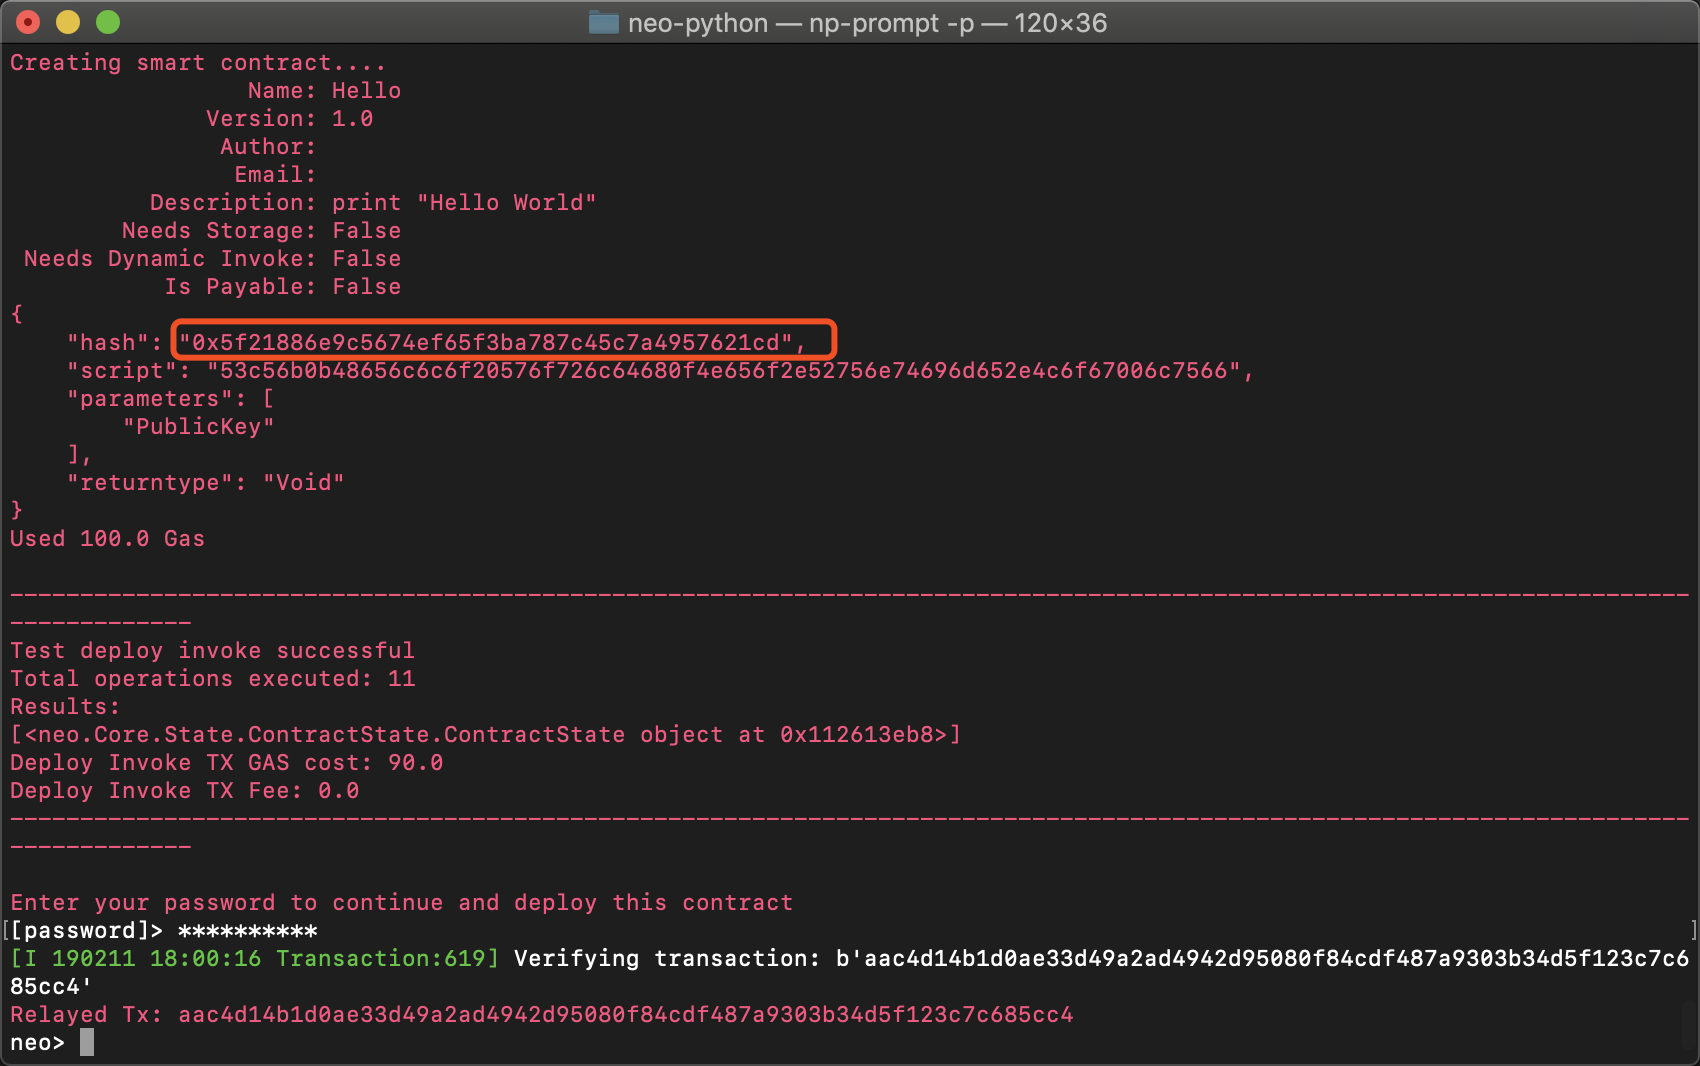 neo-python — np-prompt -p — 120×36
Creating smart contract....
Name: Hello
Version: 1.0
Author:
Email:
Description: print "Hello World"
Needs Storage: False
Needs Dynamic Invoke: False
Is Payable: False
{
"hash": "0x5f21886e9c5674ef65f3ba787c45c7a4957621cd",
"script": "53c56b0b48656c6c6f20576f726c64680f4e656f2e52756e74696d652e4c6f67006c7566",
"parameters": [
"PublicKey"
],
"returntype": "Void"
}
Used 100.0 Gas
------------------------------------------------------------------------------------------------------------------------
-------------
Test deploy invoke successful
Total operations executed: 11
Results:
[<neo.Core.State.ContractState.ContractState object at 0x112613eb8>]
Deploy Invoke TX GAS cost: 90.0
Deploy Invoke TX Fee: 0.0
------------------------------------------------------------------------------------------------------------------------
-------------
Enter your password to continue and deploy this contract
[[password]> **********]
[I 190211 18:00:16 Transaction:619] Verifying transaction: b'aac4d14b1d0ae33d49a2ad4942d95080f84cdf487a9303b34d5f123c7c6
85cc4'
Relayed Tx: aac4d14b1d0ae33d49a2ad4942d95080f84cdf487a9303b34d5f123c7c685cc4
neo>